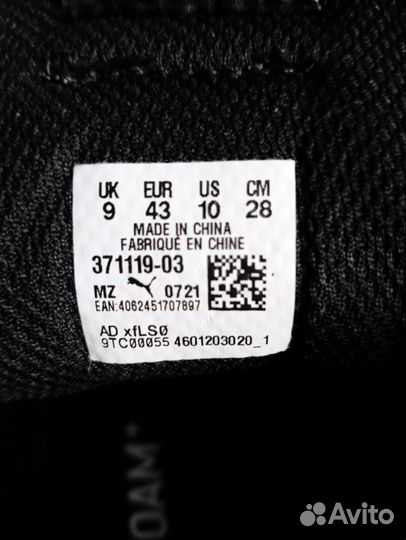 UK EUR US CM
9 43 10 28
MADE IN CHINA
FABRIQUÉ EN CHINE
371119-03
MZ 0721
EAN:4062451707897
AD xfLSØ
9TC00055 4601203020_1
OAM+
Avito